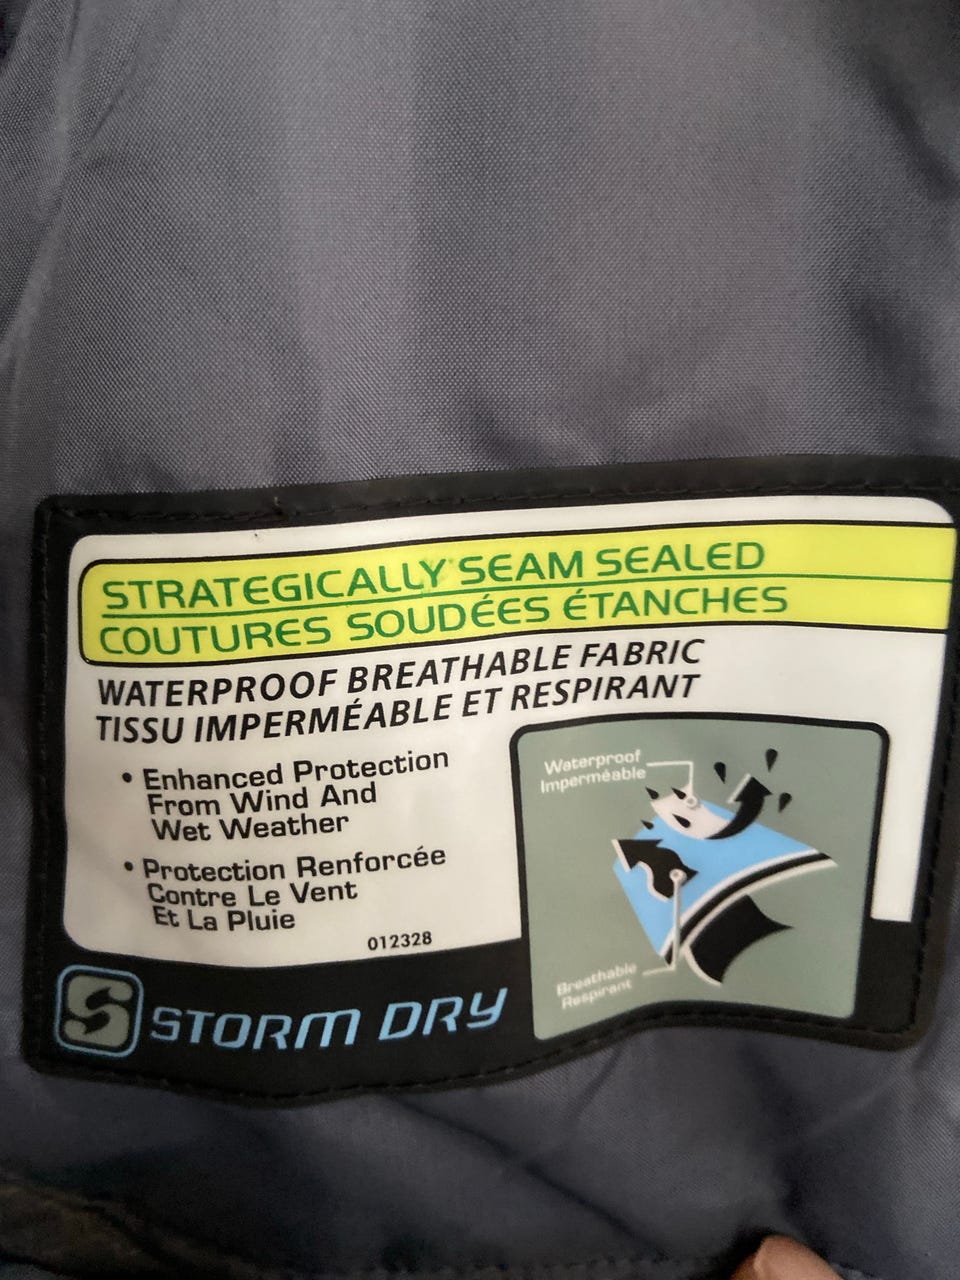 STRATEGICALLY SEAM SEALED
COUTURES SOUDÉES ÉTANCHES
WATERPROOF BREATHABLE FABRIC
TISSU IMPERMÉABLE ET RESPIRANT
• Enhanced Protection
From Wind And
Wet Weather
• Protection Renforcée
Contre Le Vent
Et La Pluie
012328
Waterproof
Imperméable
Breathable
Respirant
S STORM DRY